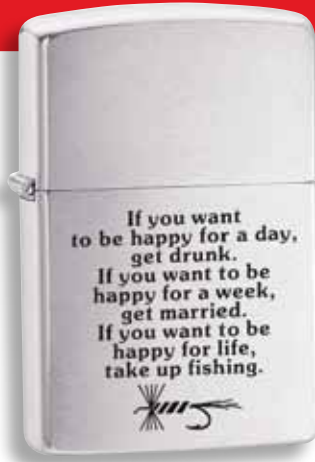 If you want
to be happy for a day,
get drunk.
If you want to be
happy for a week,
get married.
If you want to be
happy for life,
take up fishing.